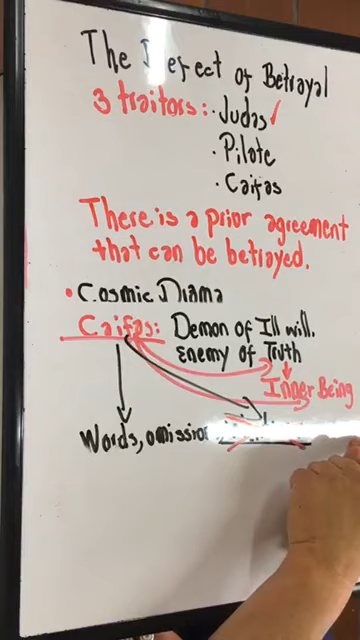 The Defect of Betrayal
3 traitors: · Judas ✓
· Pilate
· Caifas
There is a prior agreement
that can be betrayed.
• Cosmic Drama
Caifas: Demon of Ill will.
Enemy of Truth
Inner Being
Words, omission